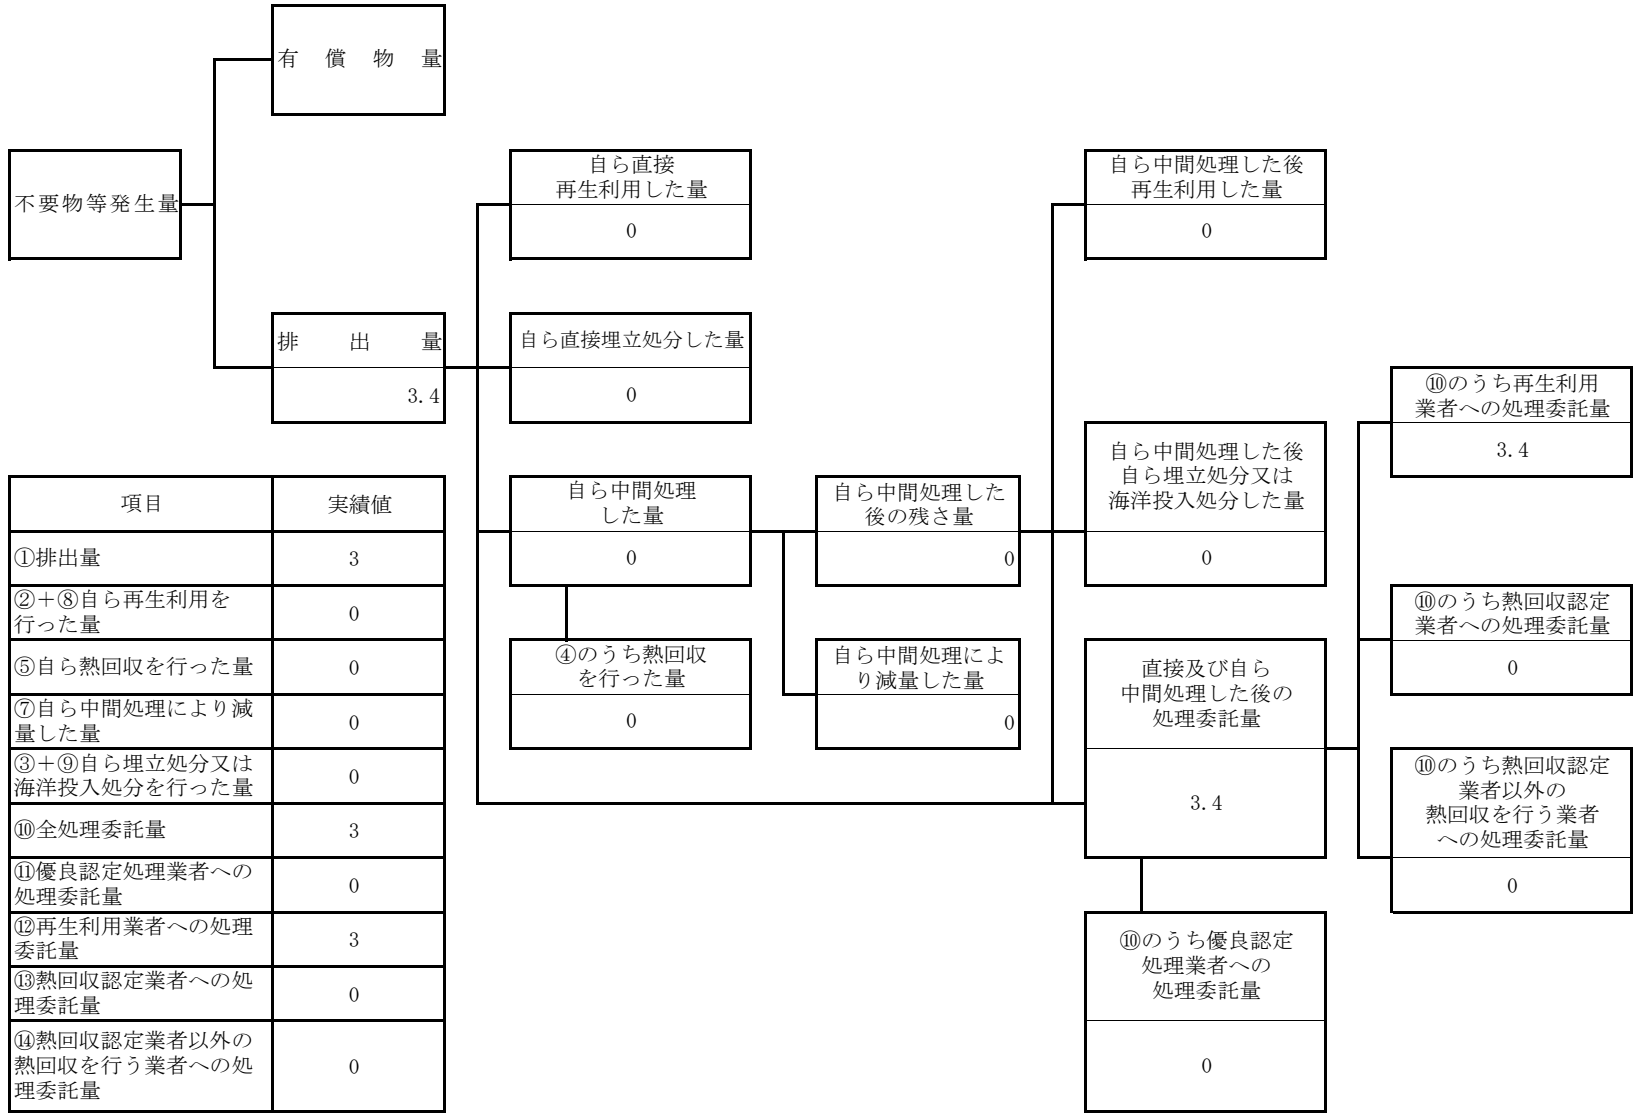 有償物量
不要物等発生量
排出量
3.4
自ら直接
再生利用した量
0
自ら直接埋立処分した量
0
自ら中間処理
した量
0
④のうち熱回収
を行った量
0
自ら中間処理した
後の残さ量
0
自ら中間処理によ
り減量した量
0
自ら中間処理した後
再生利用した量
0
自ら中間処理した後
自ら埋立処分又は
海洋投入処分した量
0
直接及び自ら
中間処理した後の
処理委託量
3.4
⑩のうち優良認定
処理業者への
処理委託量
0
⑩のうち再生利用
業者への処理委託量
3.4
⑩のうち熱回収認定
業者への処理委託量
0
⑩のうち熱回収認定
業者以外の
熱回収を行う業者
への処理委託量
0
項目 実績値
①排出量 3
②+⑧自ら再生利用を
行った量 0
⑤自ら熱回収を行った量 0
⑦自ら中間処理により減
量した量 0
③+⑨自ら埋立処分又は
海洋投入処分を行った量 0
⑩全処理委託量 3
⑪優良認定処理業者への
処理委託量 0
⑫再生利用業者への処理
委託量 3
⑬熱回収認定業者への処
理委託量 0
⑭熱回収認定業者以外の
熱回収を行う業者への処
理委託量 0